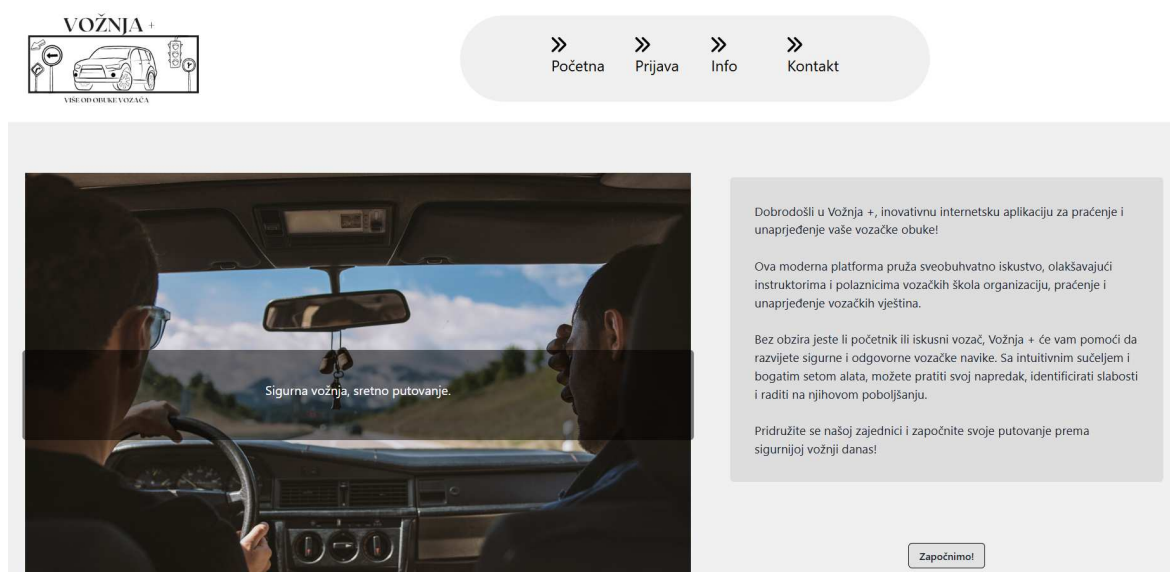 VOŽNJA +
VIŠE OD OBUKE VOZAČA
Početna
Prijava
Info
Kontakt
Sigurna vožnja, sretno putovanje.
Dobrodošli u Vožnja +, inovativnu internetsku aplikaciju za praćenje i
unaprjeđenje vaše vozačke obuke!
Ova moderna platforma pruža sveobuhvatno iskustvo, olakšavajući
instruktorima i polaznicima vozačkih škola organizaciju, praćenje i
unaprjeđenje vozačkih vještina.
Bez obzira jeste li početnik ili iskusni vozač, Vožnja + će vam pomoći da
razvijete sigurne i odgovorne vozačke navike. Sa intuitivnim sučeljem i
bogatim setom alata, možete pratiti svoj napredak, identificirati slabosti
i raditi na njihovom poboljšanju.
Pridružite se našoj zajednici i započnite svoje putovanje prema
sigurnijoj vožnji danas!
Započnimo!